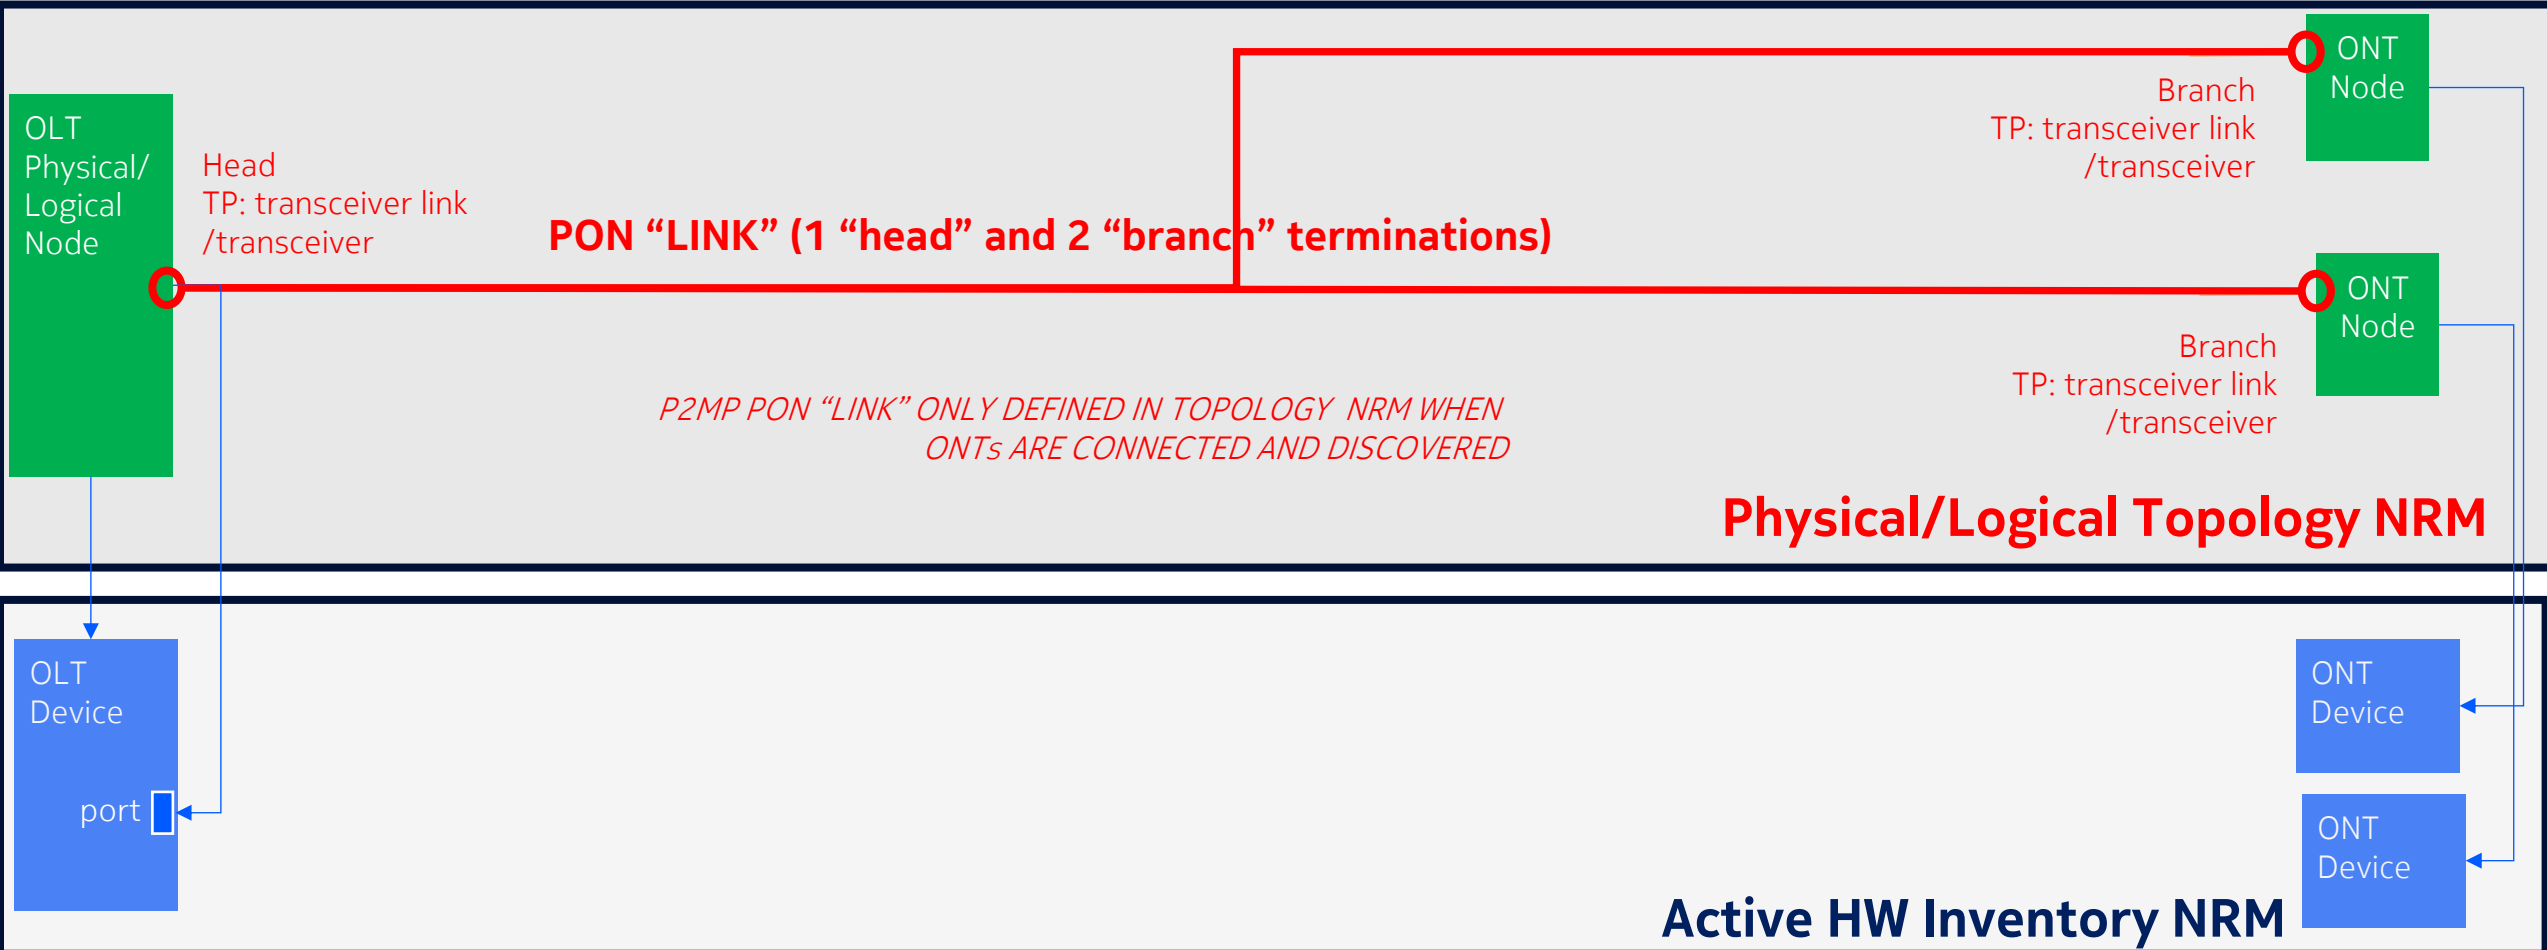 ONT
Node
Branch
TP: transceiver link
/transceiver
OLT
Physical/
Logical
Node
Head
TP: transceiver link
/transceiver
PON “LINK” (1 “head” and 2 “branch” terminations)
ONT
Node
Branch
TP: transceiver link
/transceiver
P2MP PON “LINK” ONLY DEFINED IN TOPOLOGY NRM WHEN
ONTs ARE CONNECTED AND DISCOVERED
Physical/Logical Topology NRM
OLT
Device
port
ONT
Device
ONT
Device
Active HW Inventory NRM